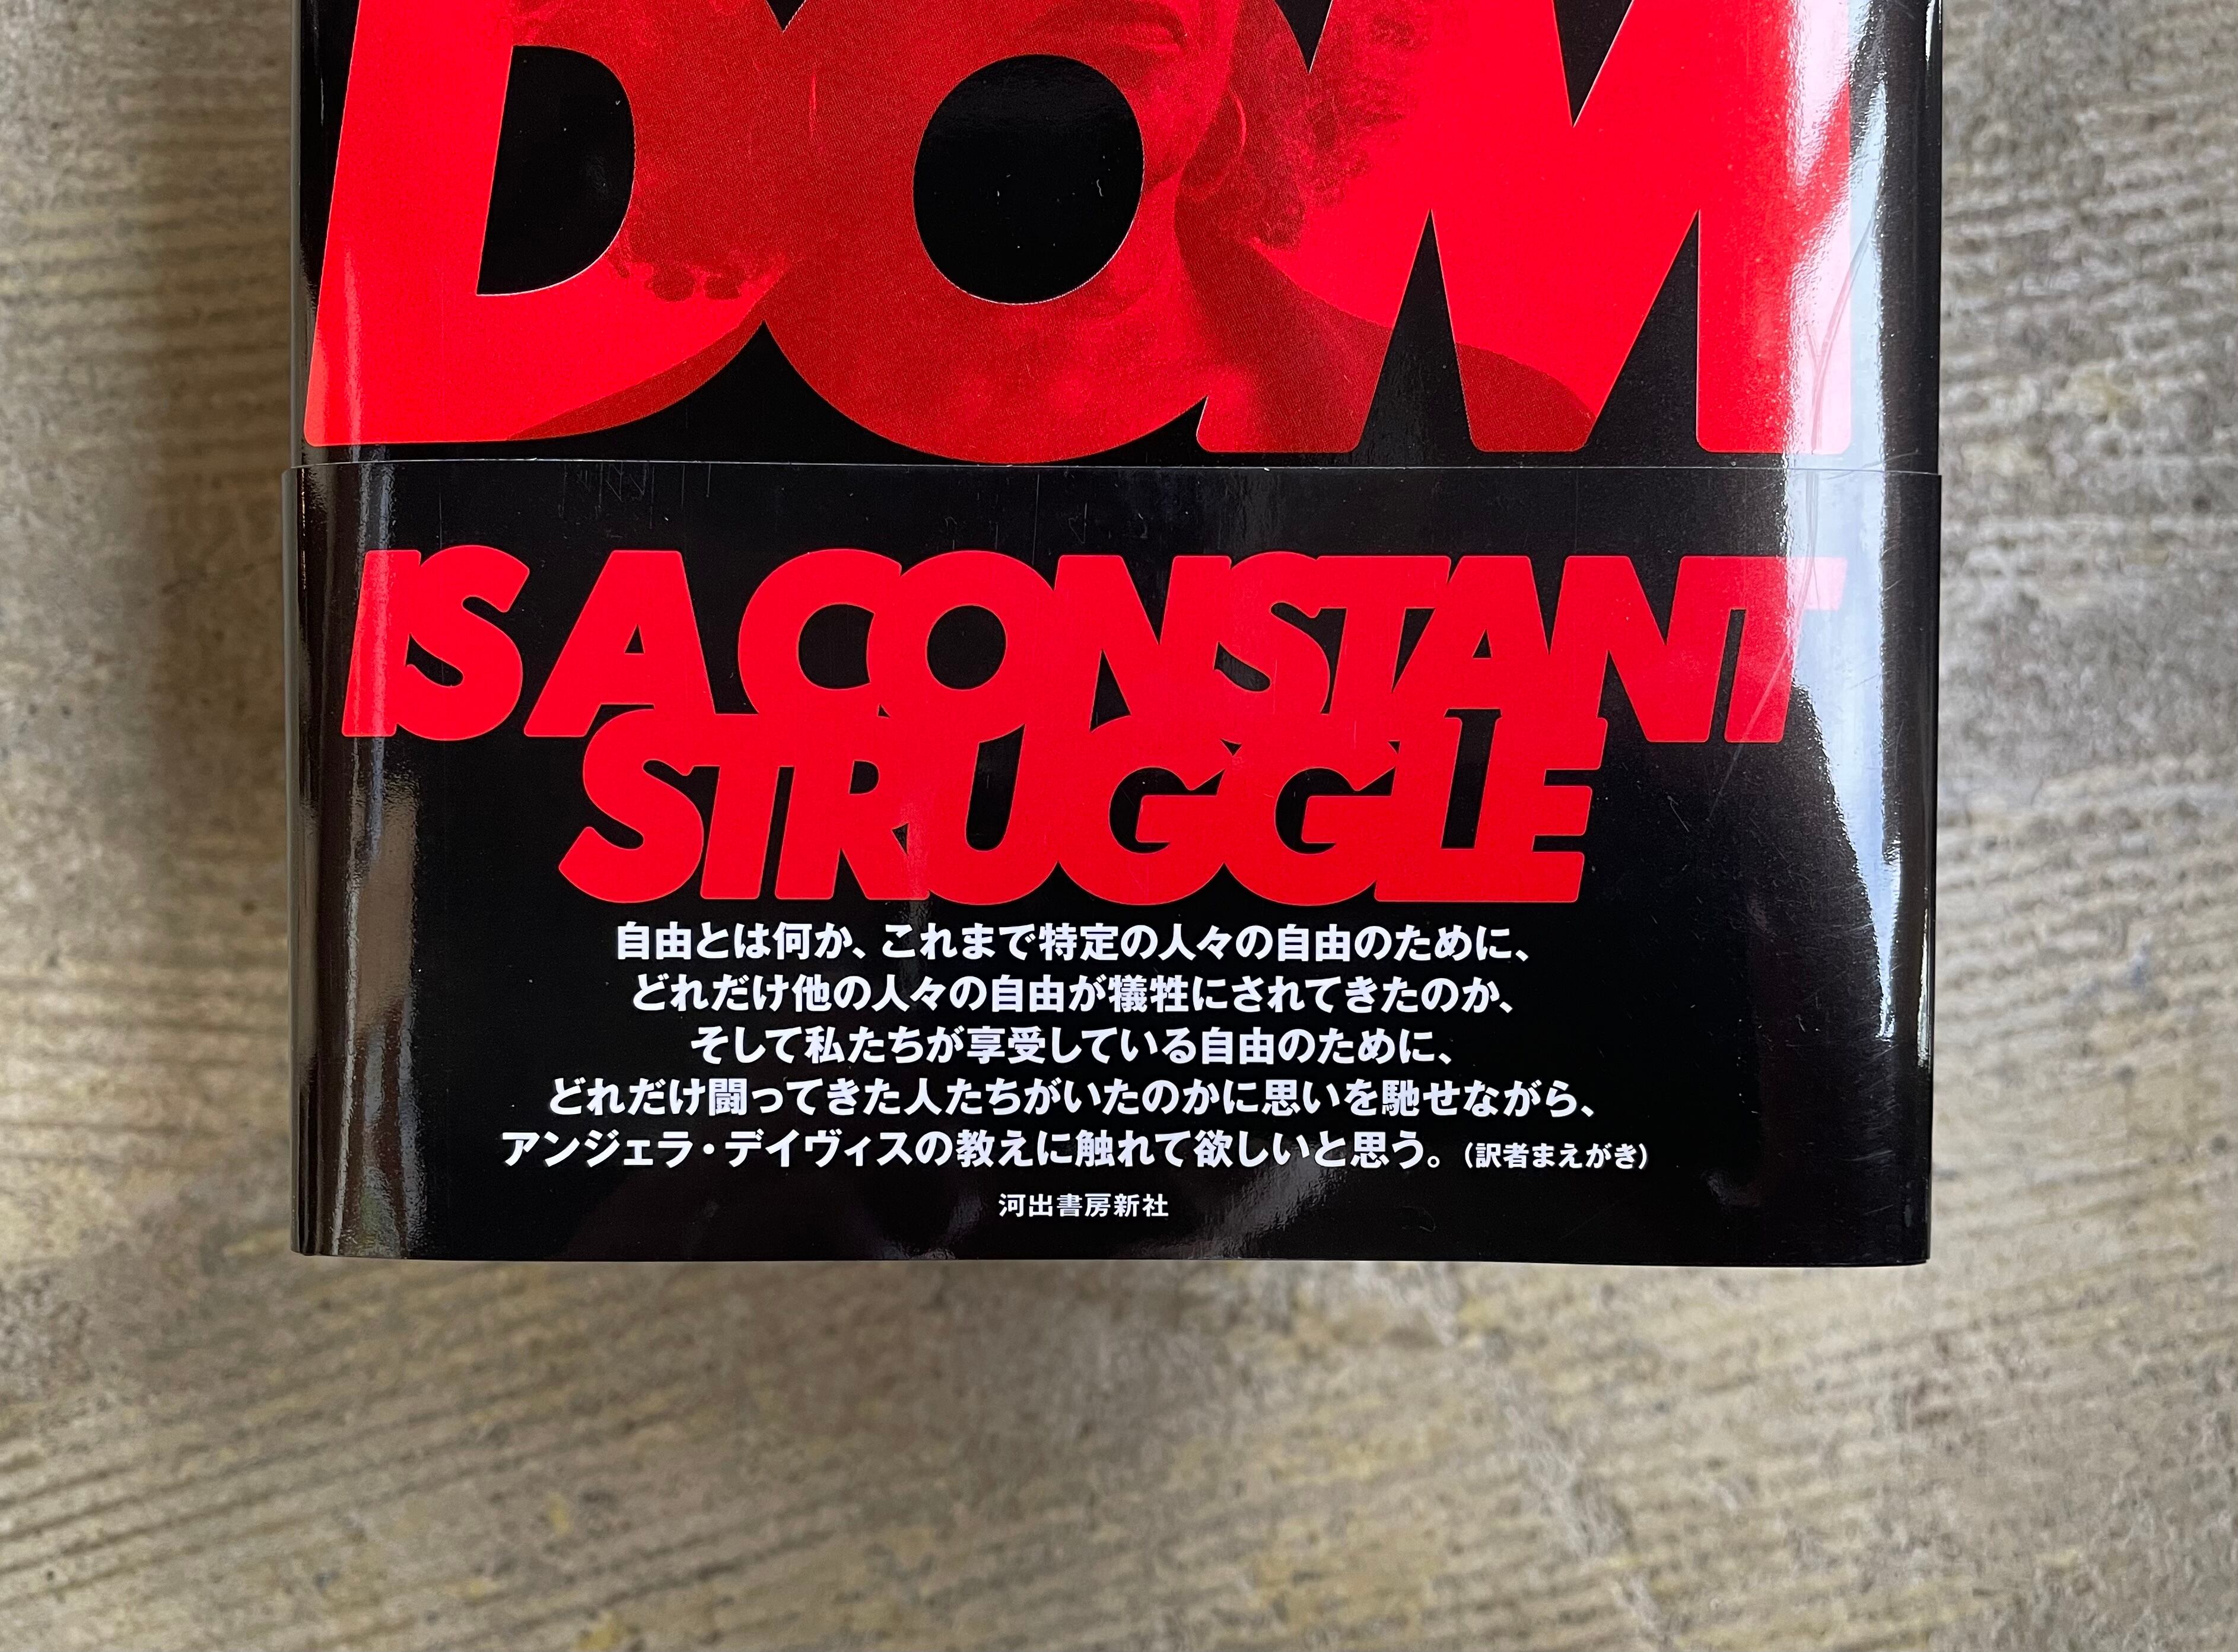 DOM
IS A CONSTANT
STRUGGLE
自由とは何か、これまで特定の人々の自由のために、
どれだけ他の人々の自由が犠牲にされてきたのか、
そして私たちが享受している自由のために、
どれだけ闘ってきた人たちがいたのかに思いを馳せながら、
アンジェラ・デイヴィスの教えに触れて欲しいと思う。（訳者まえがき）
河出書房新社